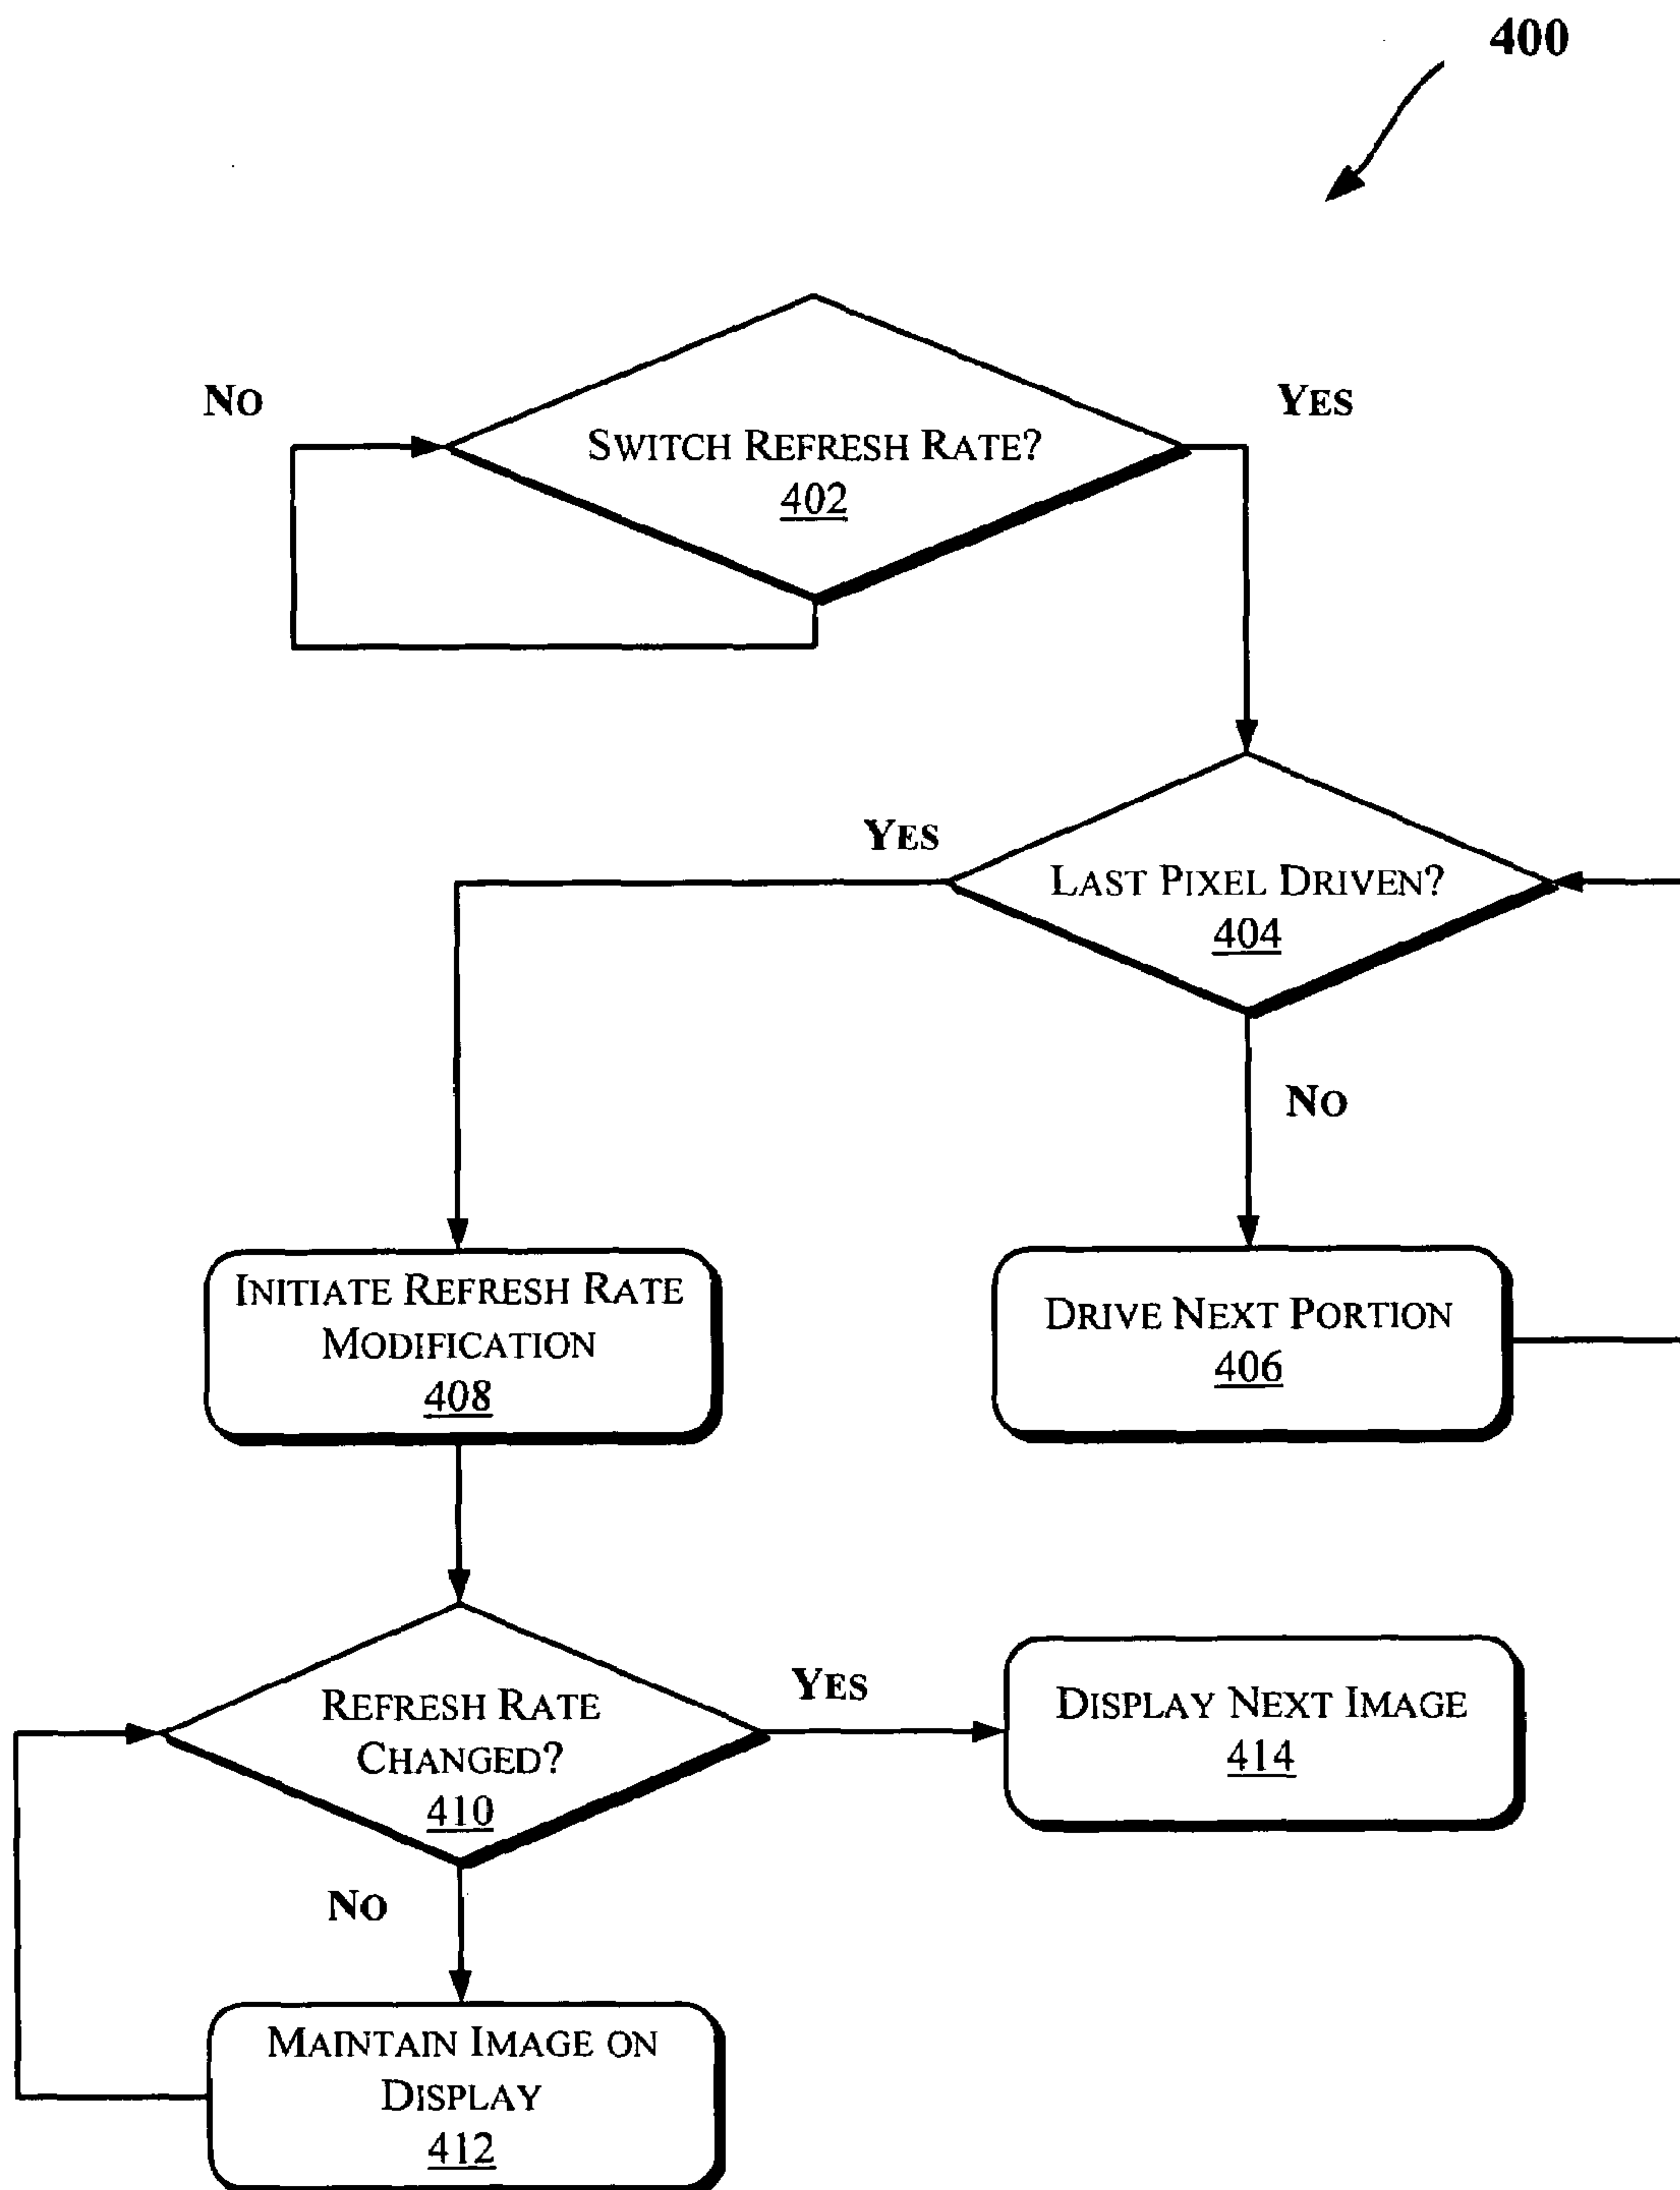 400
NO
YES
SWITCH REFRESH RATE?
402
YES
LAST PIXEL DRIVEN?
404
NO
INITIATE REFRESH RATE
MODIFICATION
408
DRIVE NEXT PORTION
406
REFRESH RATE
CHANGED?
410
YES
DISPLAY NEXT IMAGE
414
NO
MAINTAIN IMAGE ON
DISPLAY
412